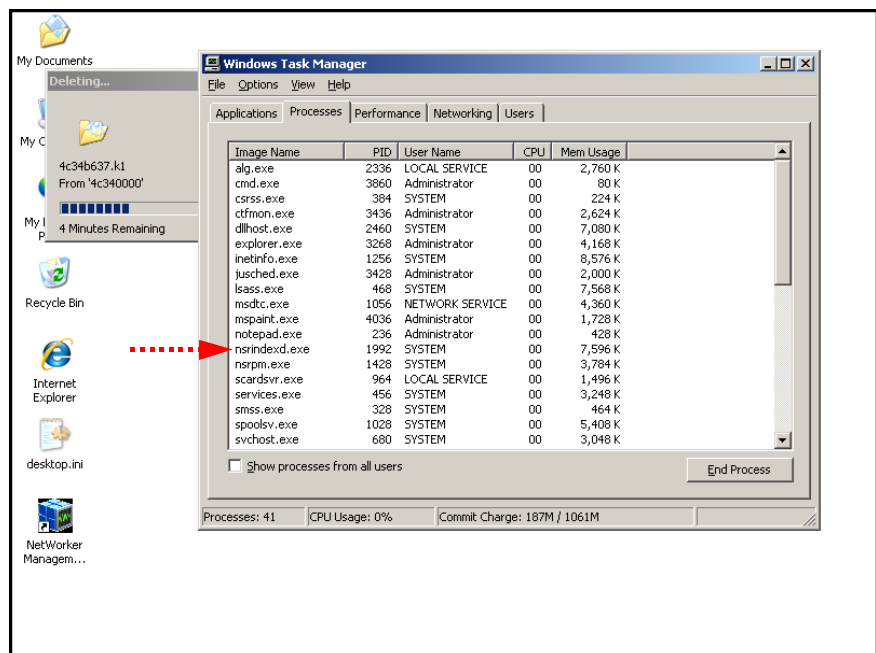 My Documents
Deleting...
My C
4c34b637.k1
From '4c340000'
My I
P
4 Minutes Remaining
Recycle Bin
Internet
Explorer
desktop.ini
NetWorker
Managem...
Windows Task Manager
File Options View Help
Applications Processes Performance Networking Users
Image Name PID User Name CPU Mem Usage
alg.exe 2336 LOCAL SERVICE 00 2,760 K
cmd.exe 3860 Administrator 00 80 K
csrss.exe 384 SYSTEM 00 224 K
ctfmon.exe 3436 Administrator 00 2,624 K
dllhost.exe 2460 SYSTEM 00 7,080 K
explorer.exe 3268 Administrator 00 4,168 K
inetinfo.exe 1256 SYSTEM 00 8,576 K
jusched.exe 3428 Administrator 00 2,000 K
lsass.exe 468 SYSTEM 00 7,568 K
msdtc.exe 1056 NETWORK SERVICE 00 4,360 K
mspaint.exe 4036 Administrator 00 1,728 K
notepad.exe 236 Administrator 00 428 K
nsrindexd.exe 1992 SYSTEM 00 7,596 K
nsrpm.exe 1428 SYSTEM 00 3,784 K
scardsvr.exe 964 LOCAL SERVICE 00 1,496 K
services.exe 456 SYSTEM 00 3,248 K
smss.exe 328 SYSTEM 00 464 K
spoolsv.exe 1028 SYSTEM 00 5,408 K
svchost.exe 680 SYSTEM 00 3,048 K
Show processes from all users
End Process
Processes: 41 CPU Usage: 0% Commit Charge: 187M / 1061M